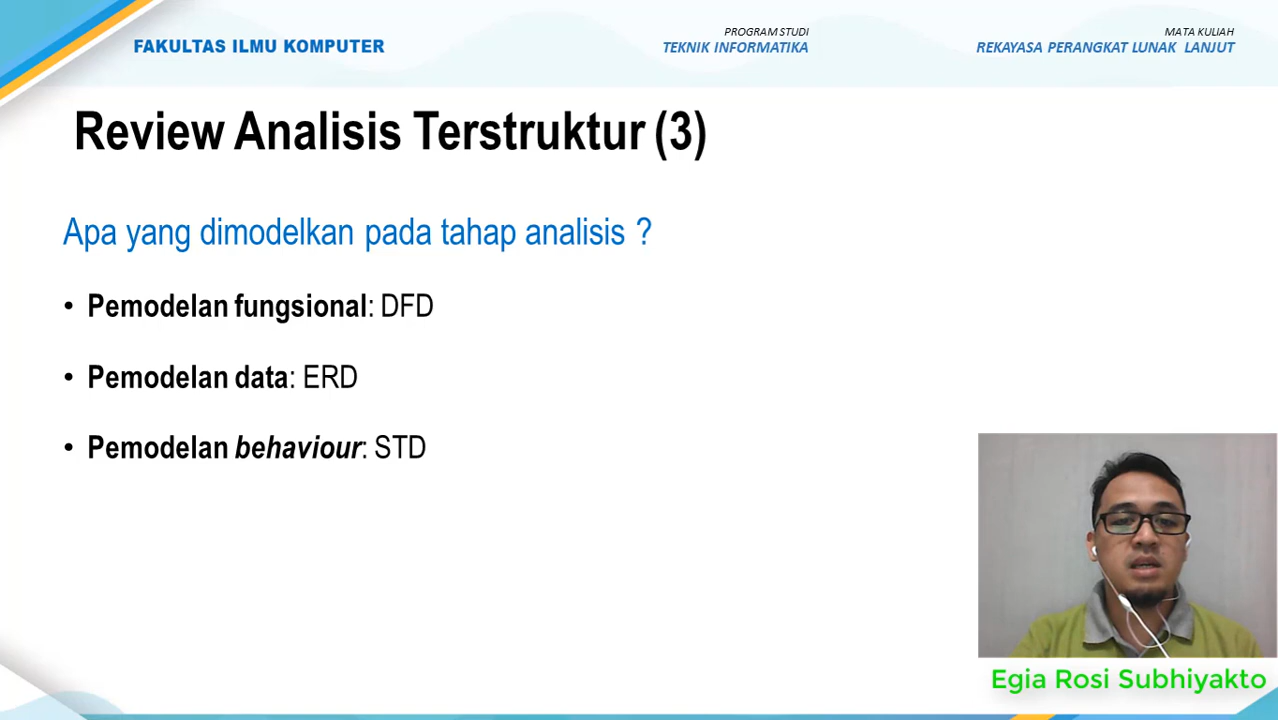 FAKULTAS ILMU KOMPUTER
PROGRAM STUDI
TEKNIK INFORMATIKA
MATA KULIAH
REKAYASA PERANGKAT LUNAK LANJUT
Review Analisis Terstruktur (3)
Apa yang dimodelkan pada tahap analisis ?
• Pemodelan fungsional: DFD
• Pemodelan data: ERD
• Pemodelan behaviour: STD
Egia Rosi Subhiyakto